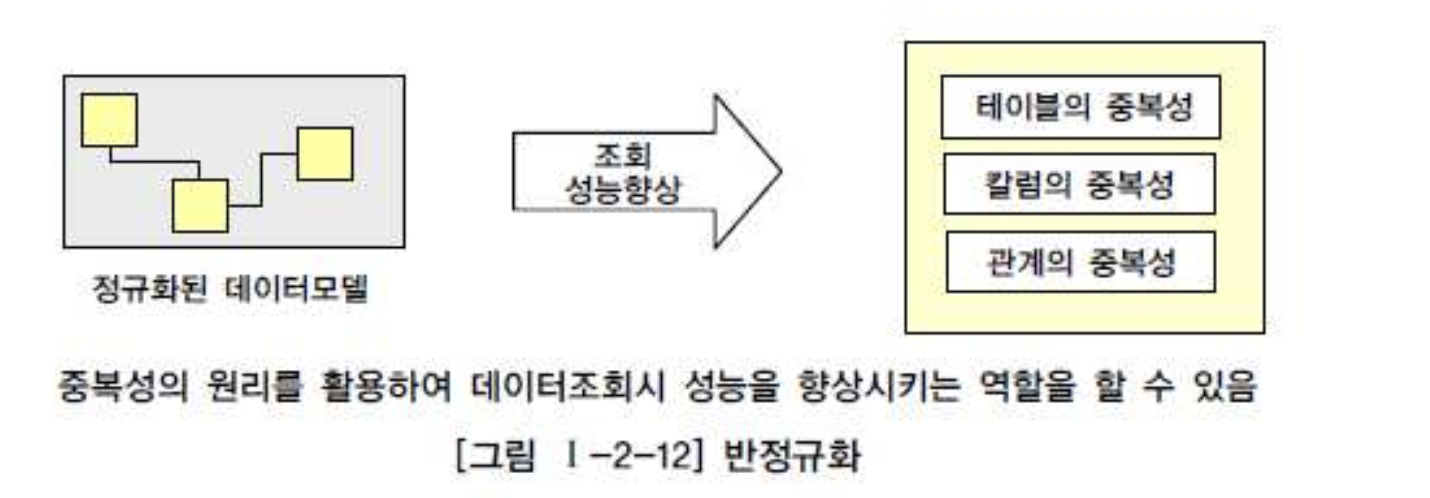 정규화된 데이터모델
조회
성능향상
테이블의 중복성
칼럼의 중복성
관계의 중복성
중복성의 원리를 활용하여 데이터조회시 성능을 향상시키는 역할을 할 수 있음
[그림 Ⅰ-2-12] 반정규화